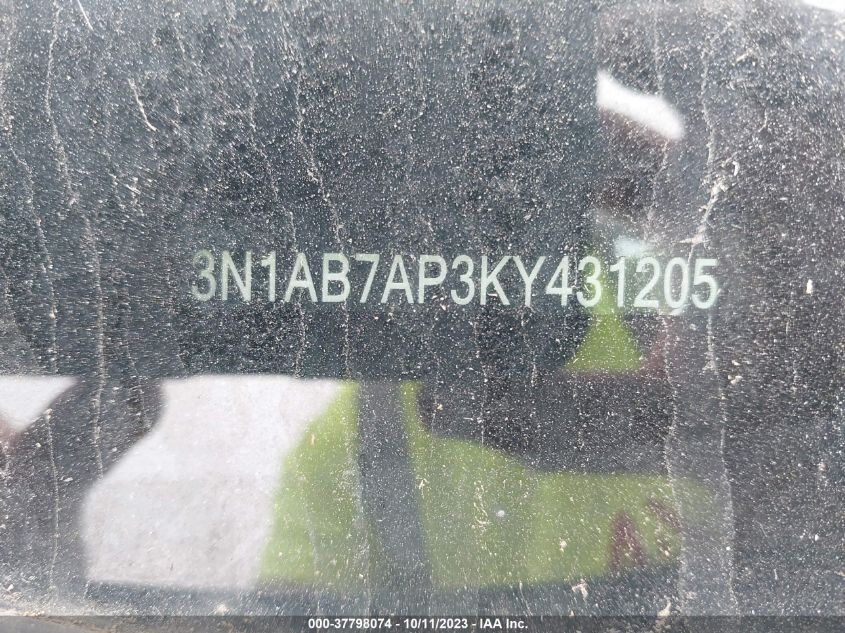 3N1AB7AP3KY431205
000-37798074 | 10/11/2023 | IAA Inc.